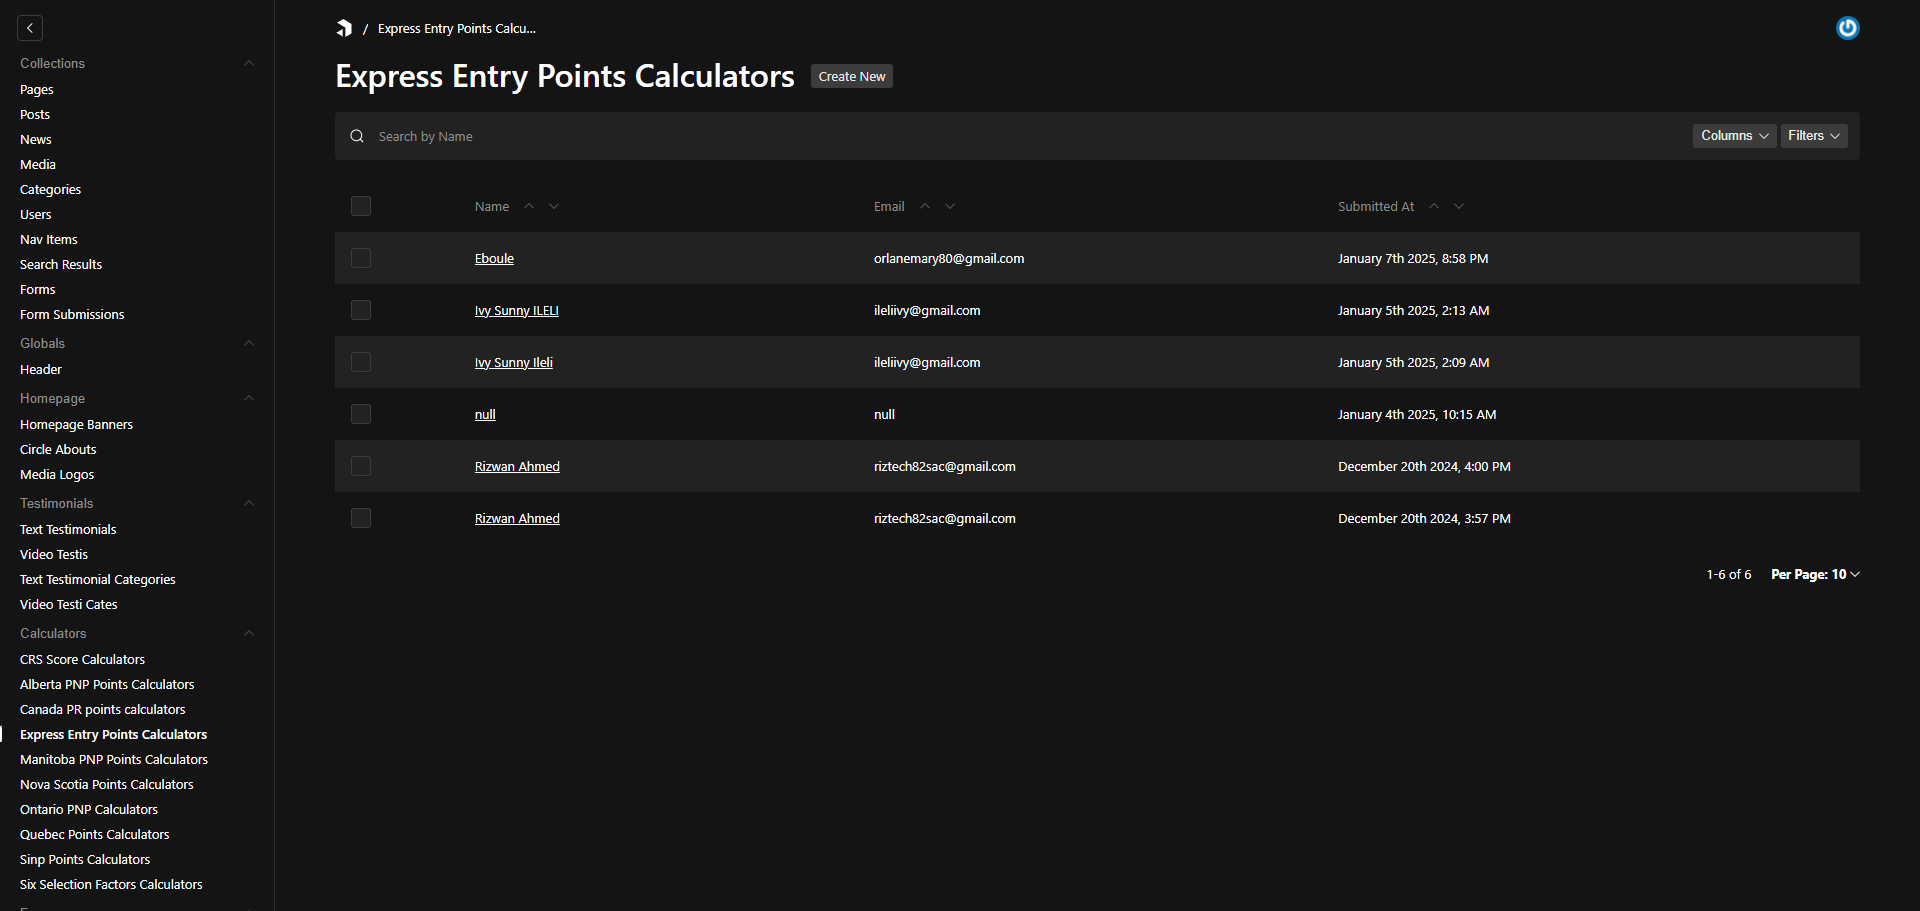 Collections
Pages
Posts
News
Media
Categories
Users
Nav Items
Search Results
Forms
Form Submissions
Globals
Header
Homepage
Homepage Banners
Circle Abouts
Media Logos
Testimonials
Text Testimonials
Video Testis
Text Testimonial Categories
Video Testi Cates
Calculators
CRS Score Calculators
Alberta PNP Points Calculators
Canada PR points calculators
Express Entry Points Calculators
Manitoba PNP Points Calculators
Nova Scotia Points Calculators
Ontario PNP Calculators
Quebec Points Calculators
Sinp Points Calculators
Six Selection Factors Calculators
/ Express Entry Points Calcu...
Express Entry Points Calculators Create New
Search by Name Columns Filters
Name Email Submitted At
Eboule orlanemary80@gmail.com January 7th 2025, 8:58 PM
Ivy Sunny ILELI ileliivy@gmail.com January 5th 2025, 2:13 AM
Ivy Sunny Ileli ileliivy@gmail.com January 5th 2025, 2:09 AM
null null January 4th 2025, 10:15 AM
Rizwan Ahmed riztech82sac@gmail.com December 20th 2024, 4:00 PM
Rizwan Ahmed riztech82sac@gmail.com December 20th 2024, 3:57 PM
1-6 of 6 Per Page: 10